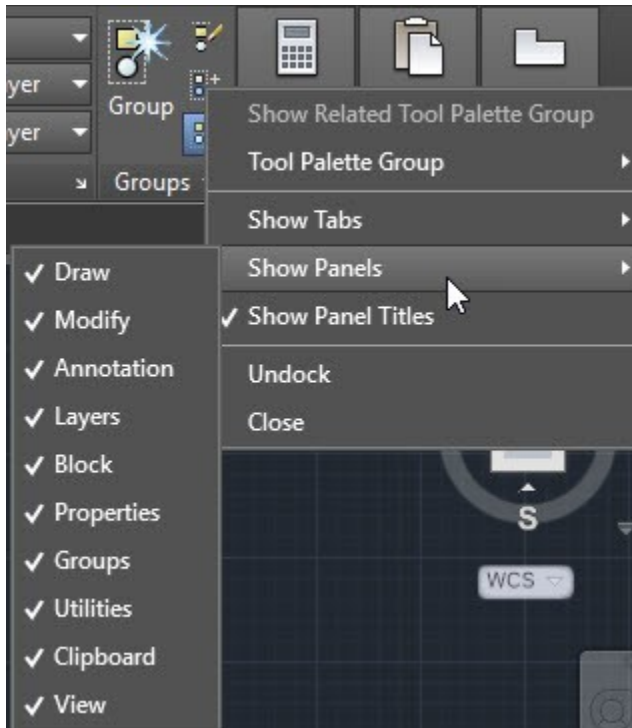 yer
yer
Group
Groups
Show Related Tool Palette Group
Tool Palette Group
Show Tabs
Show Panels
Show Panel Titles
Undock
Close
Draw
Modify
Annotation
Layers
Block
Properties
Groups
Utilities
Clipboard
View
S
WCS